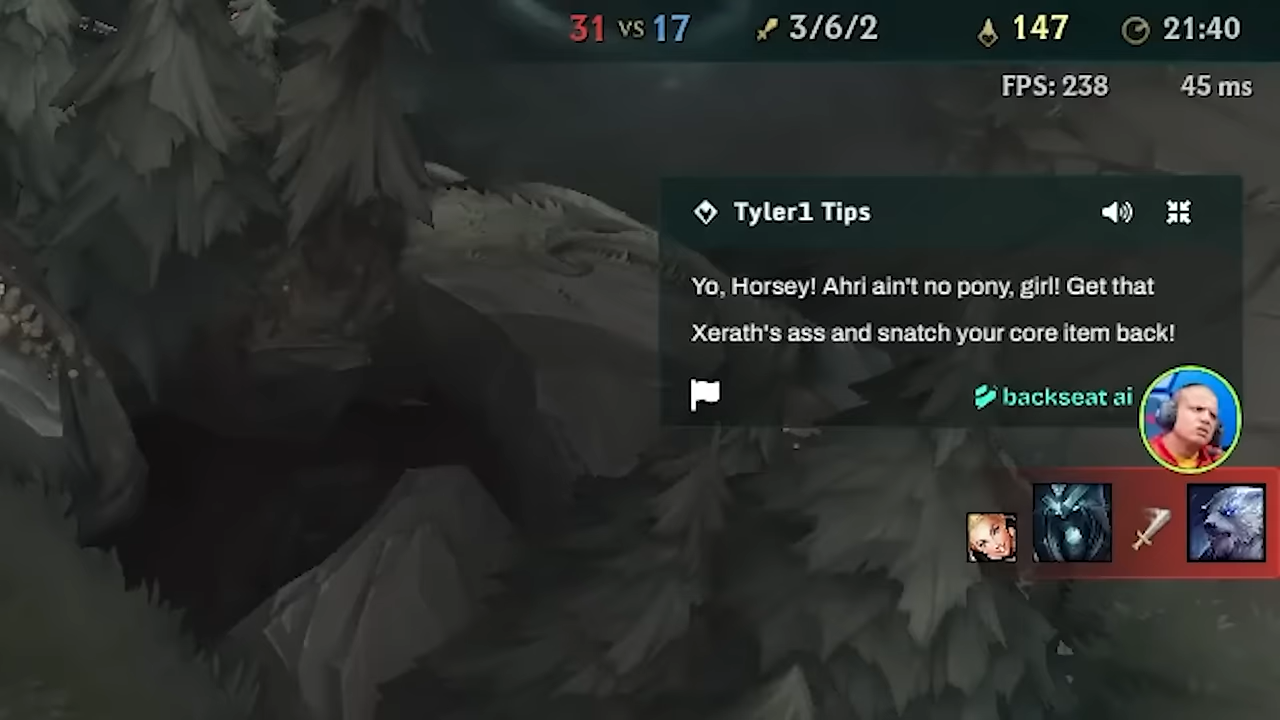 31 VS 17 3/6/2 147 21:40
FPS: 238 45 ms
Tyler1 Tips
Yo, Horsey! Ahri ain't no pony, girl! Get that
Xerath's ass and snatch your core item back!
backseat ai